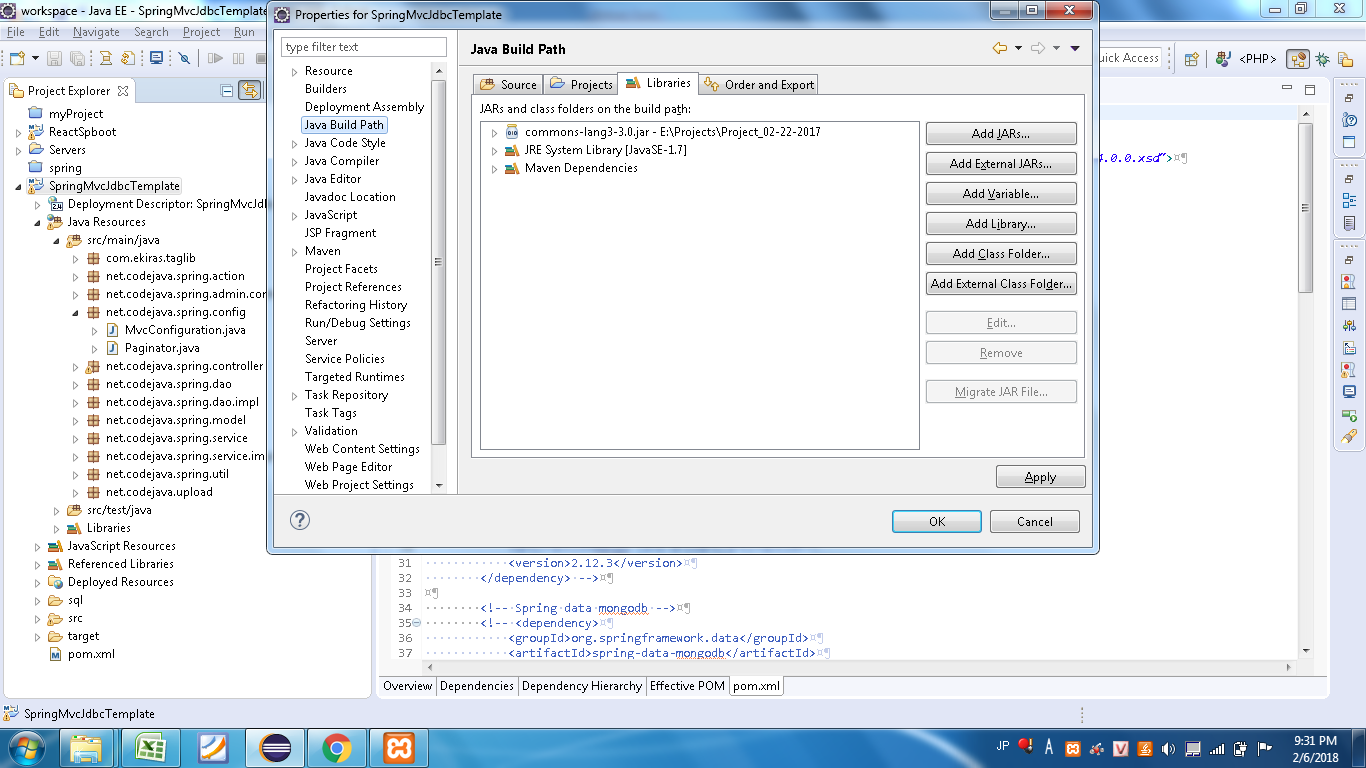 workspace - Java EE - SpringMvcJdbcTemplate
File Edit Navigate Search Project Run
Quick Access
<PHP>
Project Explorer
myProject
ReactSpboot
Servers
spring
SpringMvcJdbcTemplate
Deployment Descriptor: SpringMvcJdb
Java Resources
src/main/java
com.ekiras.taglib
net.codejava.spring.action
net.codejava.spring.admin.con
net.codejava.spring.config
MvcConfiguration.java
Paginator.java
net.codejava.spring.controller
net.codejava.spring.dao
net.codejava.spring.dao.impl
net.codejava.spring.model
net.codejava.spring.service
net.codejava.spring.service.im
net.codejava.spring.util
net.codejava.upload
src/test/java
Libraries
JavaScript Resources
Referenced Libraries
Deployed Resources
sql
src
target
pom.xml
Properties for SpringMvcJdbcTemplate
type filter text
Resource
Builders
Deployment Assembly
Java Build Path
Java Code Style
Java Compiler
Java Editor
Javadoc Location
JavaScript
JSP Fragment
Maven
Project Facets
Project References
Refactoring History
Run/Debug Settings
Server
Service Policies
Targeted Runtimes
Task Repository
Task Tags
Validation
Web Content Settings
Web Page Editor
Web Project Settings
Java Build Path
Source Projects Libraries Order and Export
JARs and class folders on the build path:
commons-lang3-3.0.jar - E:\Projects\Project_02-22-2017
JRE System Library [JavaSE-1.7]
Maven Dependencies
Add JARs...
Add External JARs...
Add Variable...
Add Library...
Add Class Folder...
Add External Class Folder...
Edit...
Remove
Migrate JAR File...
Apply
OK Cancel
4.0.0.xsd">
31 <version>2.12.3</version>
32 </dependency> -->
33
34 <!-- Spring data mongodb -->
35 <!-- <dependency>
36 <groupId>org.springframework.data</groupId>
37 <artifactId>spring-data-mongodb</artifactId>
Overview Dependencies Dependency Hierarchy Effective POM pom.xml
SpringMvcJdbcTemplate
JP
9:31 PM
2/6/2018